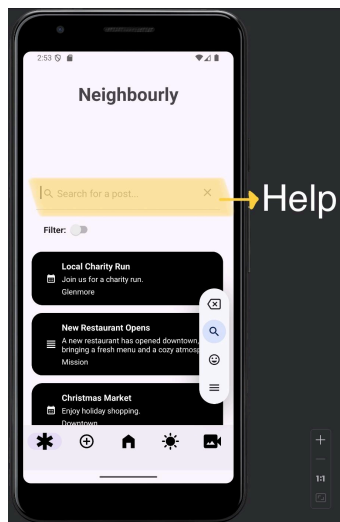 2:53
Neighbourly
Search for a post...
Help
Filter:
Local Charity Run
Join us for a charity run.
Glenmore
New Restaurant Opens
A new restaurant has opened downtown,
bringing a fresh menu and a cozy atmosp
Mission
Christmas Market
Enjoy holiday shopping.
Downtown
1:1